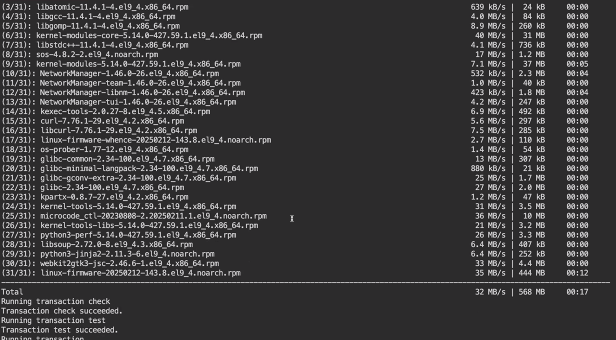 (3/31): libatomic-11.4.1-4.el9_4.x86_64.rpm 639 kB/s | 24 kB 00:00
(4/31): libgcc-11.4.1-4.el9_4.x86_64.rpm 4.0 MB/s | 84 kB 00:00
(5/31): libgomp-11.4.1-4.el9_4.x86_64.rpm 8.9 MB/s | 260 kB 00:00
(6/31): kernel-modules-core-5.14.0-427.59.1.el9_4.x86_64.rpm 40 MB/s | 31 MB 00:00
(7/31): libstdc++-11.4.1-4.el9_4.x86_64.rpm 4.1 MB/s | 736 kB 00:00
(8/31): sos-4.8.2-2.el9_4.noarch.rpm 17 MB/s | 1.2 MB 00:00
(9/31): kernel-modules-5.14.0-427.59.1.el9_4.x86_64.rpm 7.1 MB/s | 37 MB 00:05
(10/31): NetworkManager-1.46.0-26.el9_4.x86_64.rpm 532 kB/s | 2.3 MB 00:04
(11/31): NetworkManager-team-1.46.0-26.el9_4.x86_64.rpm 1.0 MB/s | 40 kB 00:00
(12/31): NetworkManager-libnm-1.46.0-26.el9_4.x86_64.rpm 423 kB/s | 1.8 MB 00:04
(13/31): NetworkManager-tui-1.46.0-26.el9_4.x86_64.rpm 4.2 MB/s | 247 kB 00:00
(14/31): kexec-tools-2.0.27-8.el9_4.5.x86_64.rpm 6.9 MB/s | 492 kB 00:00
(15/31): curl-7.76.1-29.el9_4.2.x86_64.rpm 5.6 MB/s | 297 kB 00:00
(16/31): libcurl-7.76.1-29.el9_4.2.x86_64.rpm 7.5 MB/s | 285 kB 00:00
(17/31): linux-firmware-whence-20250212-143.8.el9_4.noarch.rpm 2.7 MB/s | 110 kB 00:00
(18/31): os-prober-1.77-12.el9_4.x86_64.rpm 1.4 MB/s | 54 kB 00:00
(19/31): glibc-common-2.34-100.el9_4.7.x86_64.rpm 13 MB/s | 307 kB 00:00
(20/31): glibc-minimal-langpack-2.34-100.el9_4.7.x86_64.rpm 880 kB/s | 21 kB 00:00
(21/31): glibc-gconv-extra-2.34-100.el9_4.7.x86_64.rpm 25 MB/s | 1.7 MB 00:00
(22/31): glibc-2.34-100.el9_4.7.x86_64.rpm 27 MB/s | 2.0 MB 00:00
(23/31): kpartx-0.8.7-27.el9_4.2.x86_64.rpm 1.2 MB/s | 47 kB 00:00
(24/31): kernel-tools-5.14.0-427.59.1.el9_4.x86_64.rpm 31 MB/s | 3.5 MB 00:00
(25/31): microcode_ctl-20230808-2.20250211.1.el9_4.noarch.rpm 36 MB/s | 10 MB 00:00
(26/31): kernel-tools-libs-5.14.0-427.59.1.el9_4.x86_64.rpm 21 MB/s | 3.2 MB 00:00
(27/31): python3-perf-5.14.0-427.59.1.el9_4.x86_64.rpm 26 MB/s | 3.3 MB 00:00
(28/31): libsoup-2.72.0-8.el9_4.3.x86_64.rpm 6.4 MB/s | 407 kB 00:00
(29/31): python3-jinja2-2.11.3-6.el9_4.noarch.rpm 6.4 MB/s | 252 kB 00:00
(30/31): webkit2gtk3-jsc-2.46.6-1.el9_4.x86_64.rpm 33 MB/s | 4.4 MB 00:00
(31/31): linux-firmware-20250212-143.8.el9_4.noarch.rpm 35 MB/s | 444 MB 00:12
Total 32 MB/s | 568 MB 00:17
Running transaction check
Transaction check succeeded.
Running transaction test
Transaction test succeeded.
Running transaction